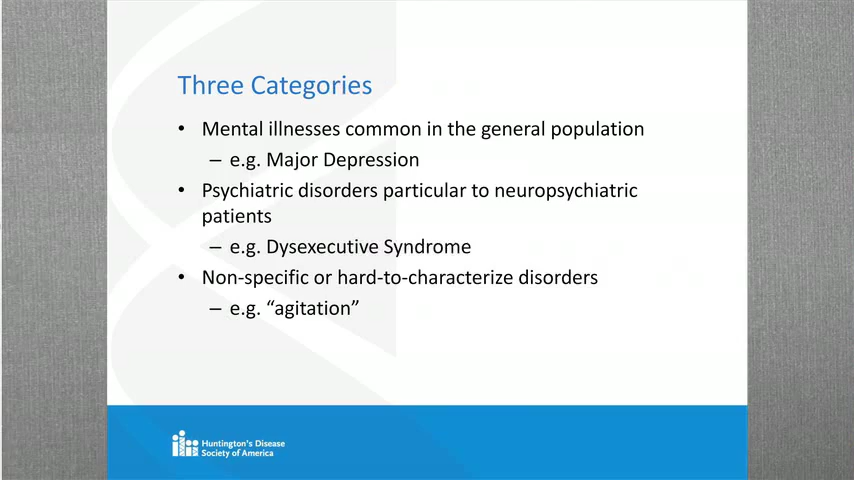 Three Categories
• Mental illnesses common in the general population
– e.g. Major Depression
• Psychiatric disorders particular to neuropsychiatric
patients
– e.g. Dysexecutive Syndrome
• Non-specific or hard-to-characterize disorders
– e.g. “agitation”
Huntington's Disease
Society of America